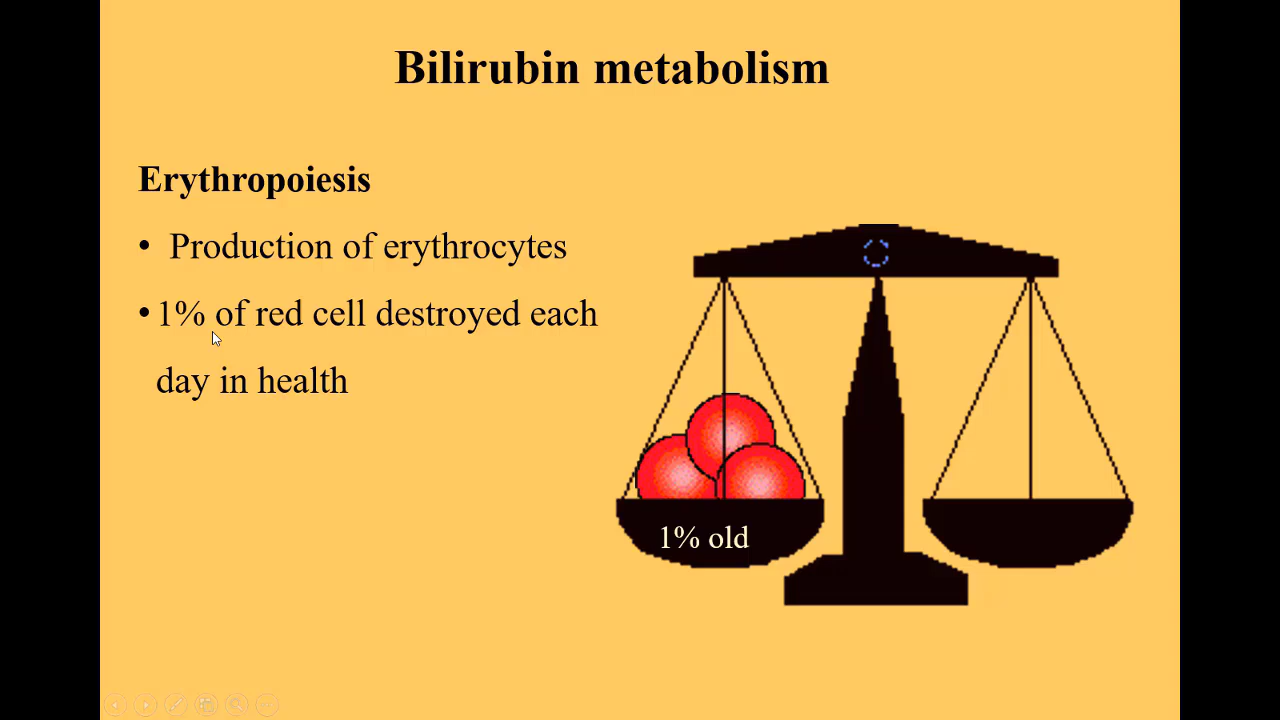 Bilirubin metabolism
Erythropoiesis
• Production of erythrocytes
• 1% of red cell destroyed each
day in health
1% old